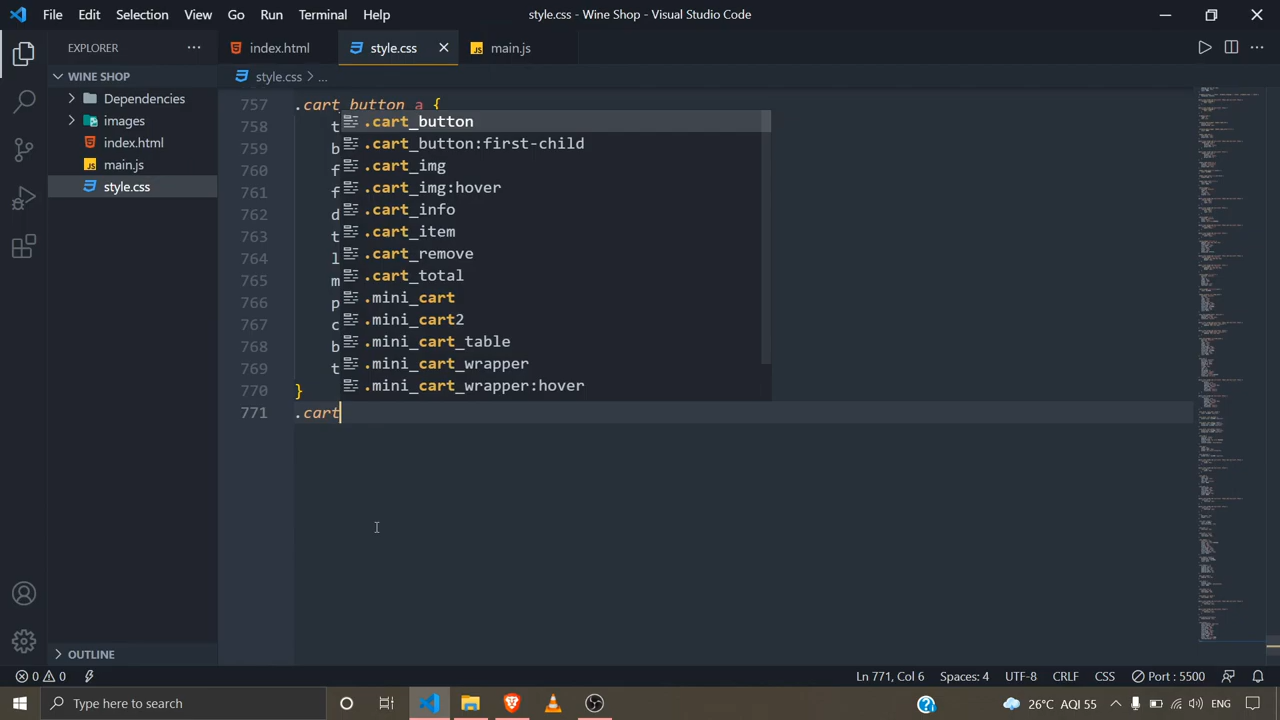 File Edit Selection View Go Run Terminal Help style.css - Wine Shop - Visual Studio Code
EXPLORER
index.html
style.css
main.js
WINE SHOP
style.css > ...
Dependencies
images
index.html
main.js
style.css
757 .cart_button a {
.cart_button
758 t
.cart_button:first-child
759 b
.cart_img
760 f
.cart_img:hover
761 f
.cart_info
762 d
.cart_item
763 t
.cart_remove
764 l
.cart_total
765 m
.mini_cart
766 p
.mini_cart2
767 c
.mini_cart_table
768 b
.mini_cart_wrapper
769 t
.mini_cart_wrapper:hover
770 }
771 .cart
OUTLINE
0 0 Ln 771, Col 6 Spaces: 4 UTF-8 CRLF CSS Port : 5500
Type here to search 26°C AQI 55 ENG